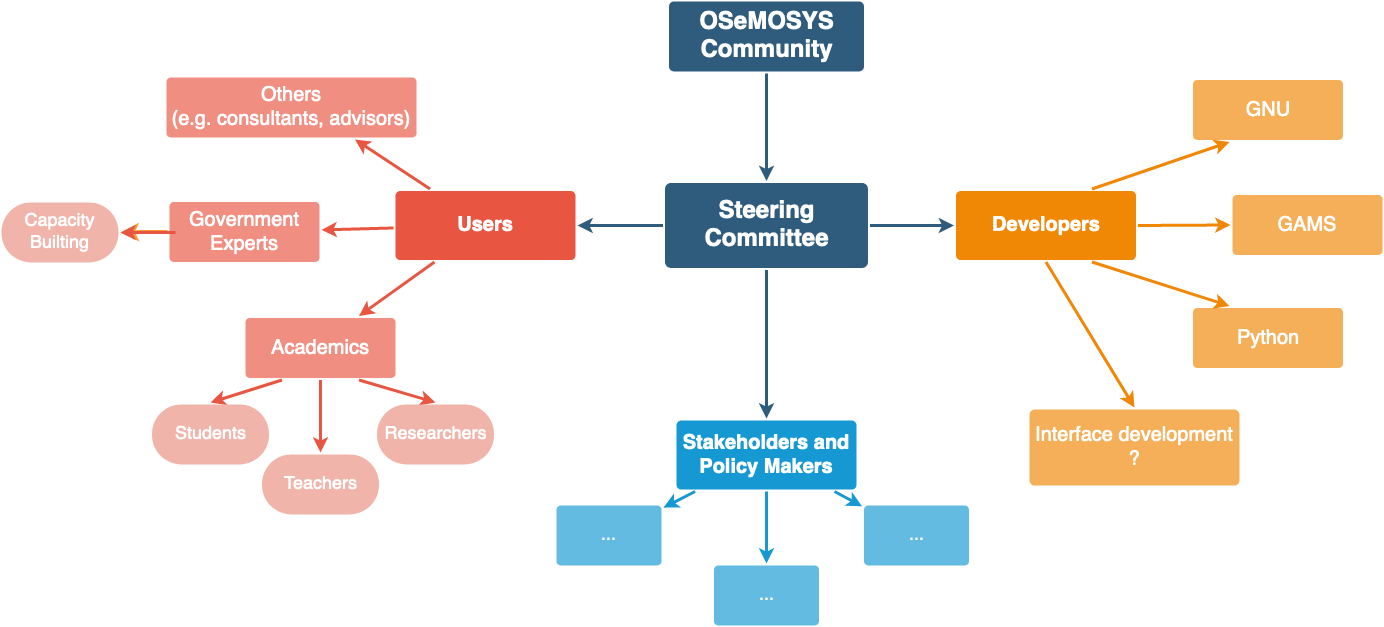 OSeMOSYS
Community
Others
(e.g. consultants, advisors)
GNU
Capacity
Builting
Government
Experts
Users
Steering
Committee
Developers
GAMS
Academics
Python
Students
Teachers
Researchers
Stakeholders and
Policy Makers
Interface development
?
...
...
...